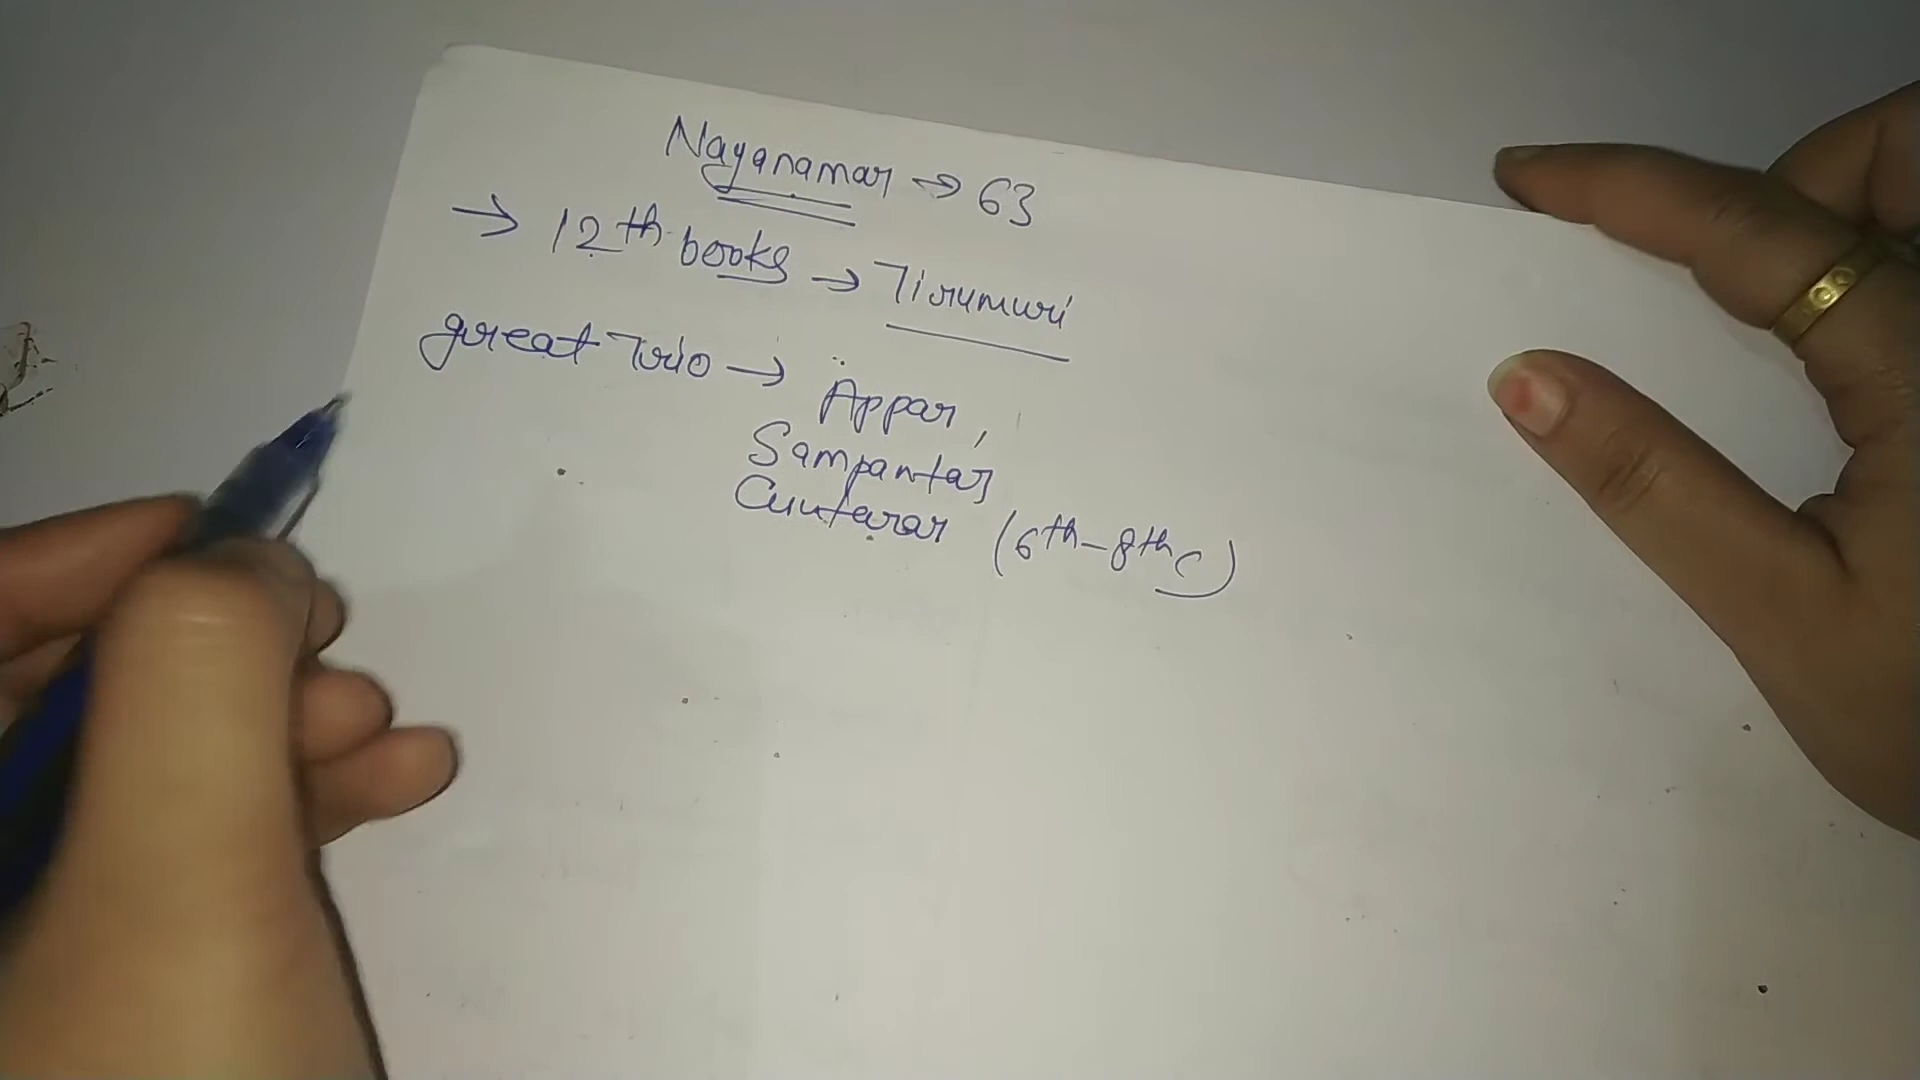 Nayanamar → 63
→ 12th books → Tirumuri
great Trio → Appar,
Sampantar
Cuntarar (6th-8th c)